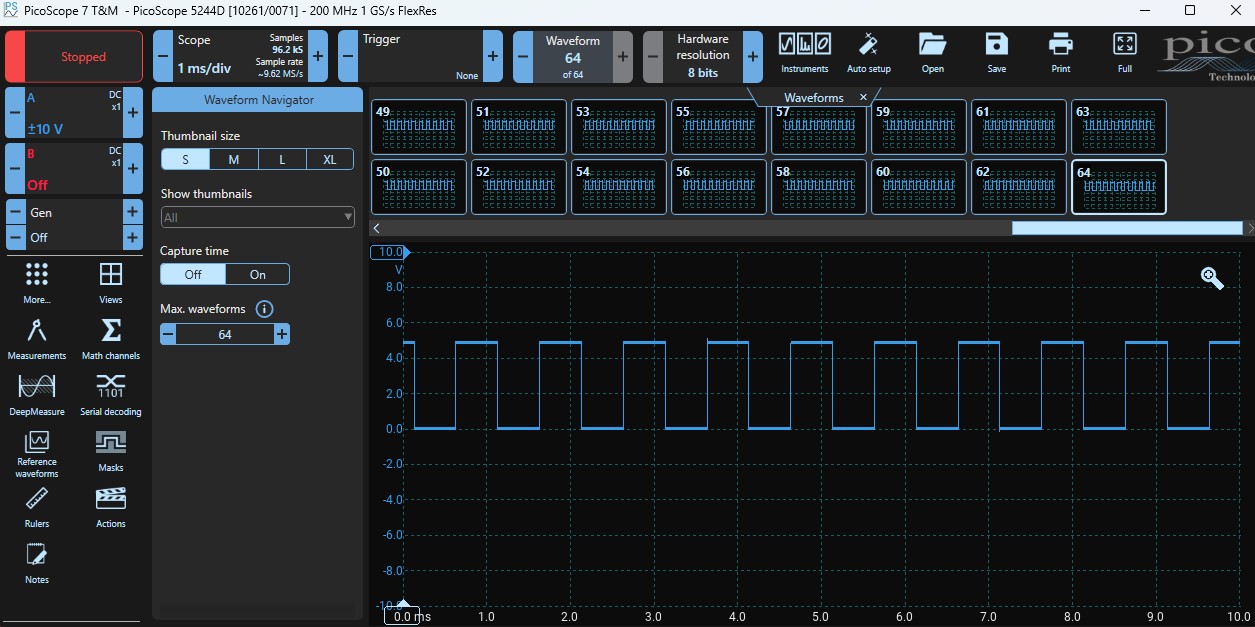 PicoScope 7 T&M - PicoScope 5244D [10261/0071] - 200 MHz 1 GS/s FlexRes
Stopped
Scope
1 ms/div
Samples
96.2 kS
Sample rate
~9.62 MS/s
Trigger
None
Waveform
64
of 64
Hardware
resolution
8 bits
Instruments
Auto setup
Open
Save
Print
Full
pico
Technolo
A
DC
x1
±10 V
B
DC
x1
Off
Gen
Off
More...
Views
Measurements
Math channels
DeepMeasure
1101
Serial decoding
Reference
waveforms
Masks
Rulers
Actions
Notes
Waveform Navigator
Thumbnail size
S M L XL
Show thumbnails
All
Capture time
Off On
Max. waveforms i
64
Waveforms
49 51 53 55 57 59 61 63
50 52 54 56 58 60 62 64
10.0
V
8.0
6.0
4.0
2.0
0.0
-2.0
-4.0
-6.0
-8.0
-10.0
0.0 ms 1.0 2.0 3.0 4.0 5.0 6.0 7.0 8.0 9.0 10.0